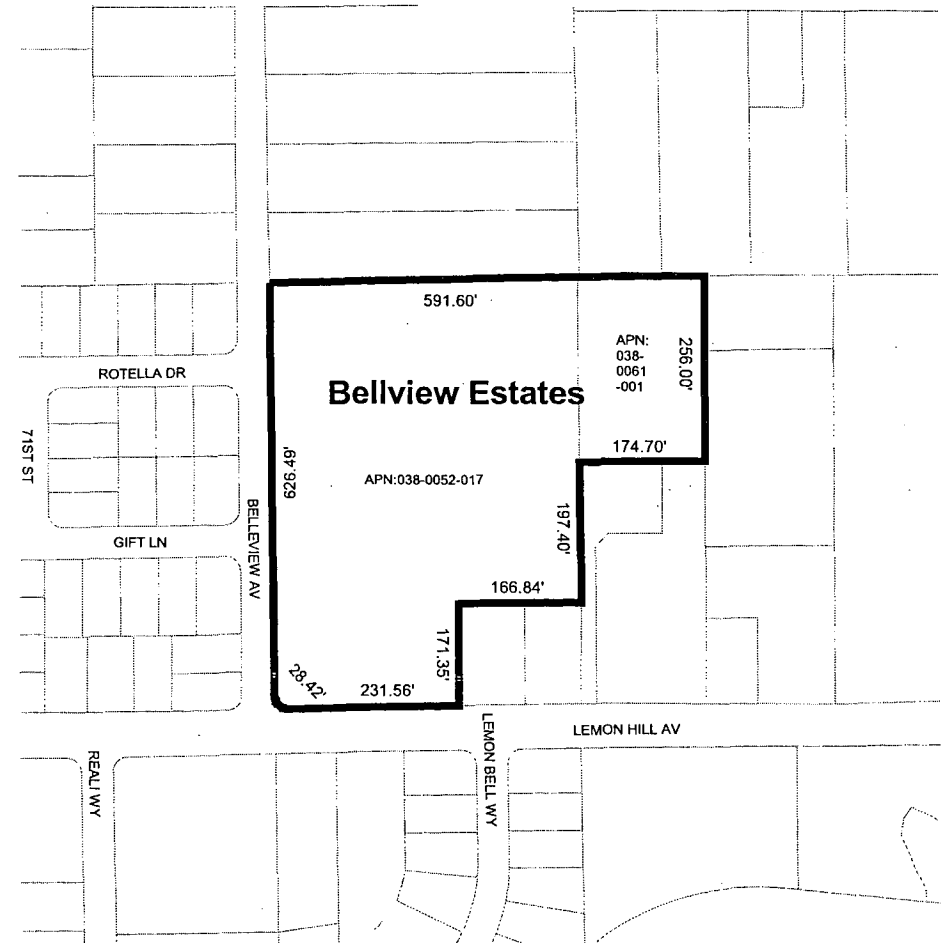 591.60'
APN:
038-
0061
-001
256.00'
ROTELLA DR
Bellview Estates
71ST ST
174.70'
626.49'
APN:038-0052-017
BELLEVIEW AV
197.40'
GIFT LN
166.84'
171.35'
28.42'
231.56'
LEMON HILL AV
LEMON BELL WY
REALI WY